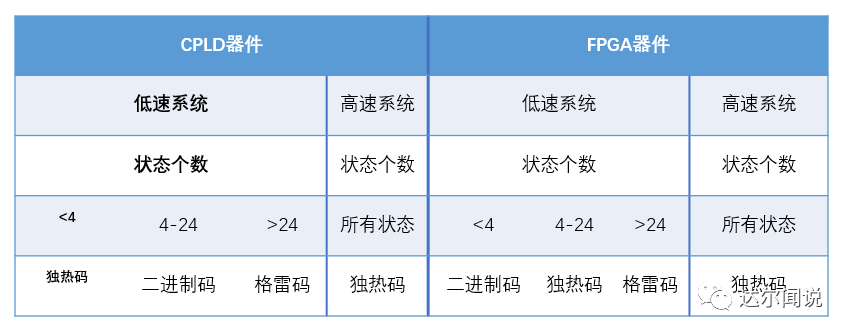 CPLD器件 FPGA器件
低速系统 高速系统 低速系统 高速系统
状态个数 状态个数 状态个数 状态个数
<4 4-24 >24 所有状态 <4 4-24 >24 所有状态
独热码 二进制码 格雷码 独热码 二进制码 独热码 格雷码 独热码
达尔闻说